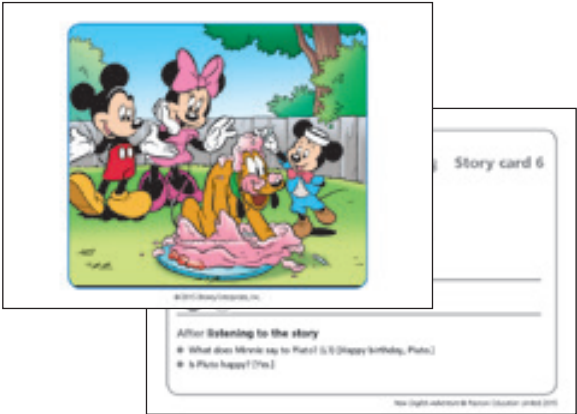 © 2015 Disney Enterprises, Inc.
Story card 6
After listening to the story
What does Minnie say to Pluto? (L1) [Happy birthday, Pluto.]
Is Pluto happy? [Yes.]
New English Adventure © Pearson Education Limited 2015